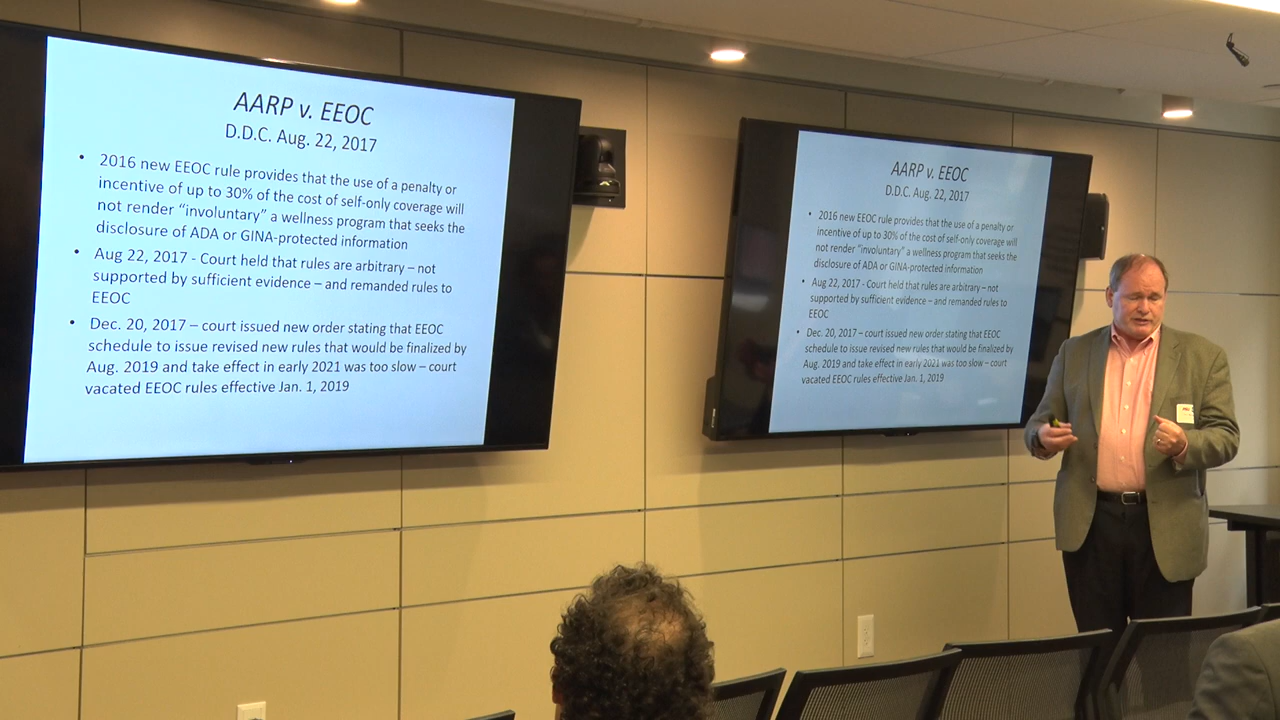 AARP v. EEOC
D.D.C. Aug. 22, 2017
• 2016 new EEOC rule provides that the use of a penalty or
incentive of up to 30% of the cost of self-only coverage will
not render “involuntary” a wellness program that seeks the
disclosure of ADA or GINA-protected information
• Aug 22, 2017 - Court held that rules are arbitrary – not
supported by sufficient evidence – and remanded rules to
EEOC
• Dec. 20, 2017 – court issued new order stating that EEOC
schedule to issue revised new rules that would be finalized by
Aug. 2019 and take effect in early 2021 was too slow – court
vacated EEOC rules effective Jan. 1, 2019
AARP v. EEOC
D.D.C. Aug. 22, 2017
• 2016 new EEOC rule provides that the use of a penalty or
incentive of up to 30% of the cost of self-only coverage will
not render “involuntary” a wellness program that seeks the
disclosure of ADA or GINA-protected information
• Aug 22, 2017 - Court held that rules are arbitrary – not
supported by sufficient evidence – and remanded rules to
EEOC
• Dec. 20, 2017 – court issued new order stating that EEOC
schedule to issue revised new rules that would be finalized by
Aug. 2019 and take effect in early 2021 was too slow – court
vacated EEOC rules effective Jan. 1, 2019